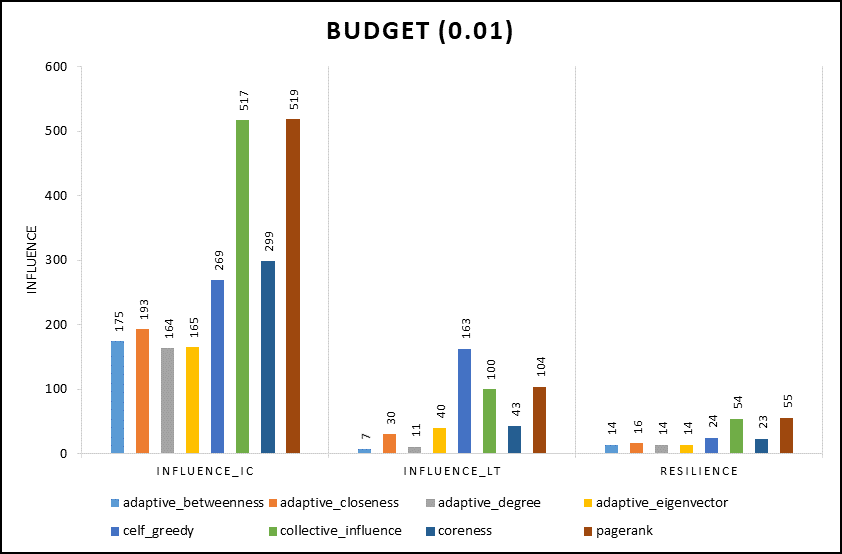 BUDGET (0.01)
INFLUENCE
600
500
400
300
200
100
0
175 193 164 165 269 517 299 519
7 30 11 40 163 100 43 104
14 16 14 14 24 54 23 55
INFLUENCE_IC INFLUENCE_LT RESILIENCE
adaptive_betweenness adaptive_closeness adaptive_degree adaptive_eigenvector
celf_greedy collective_influence coreness pagerank